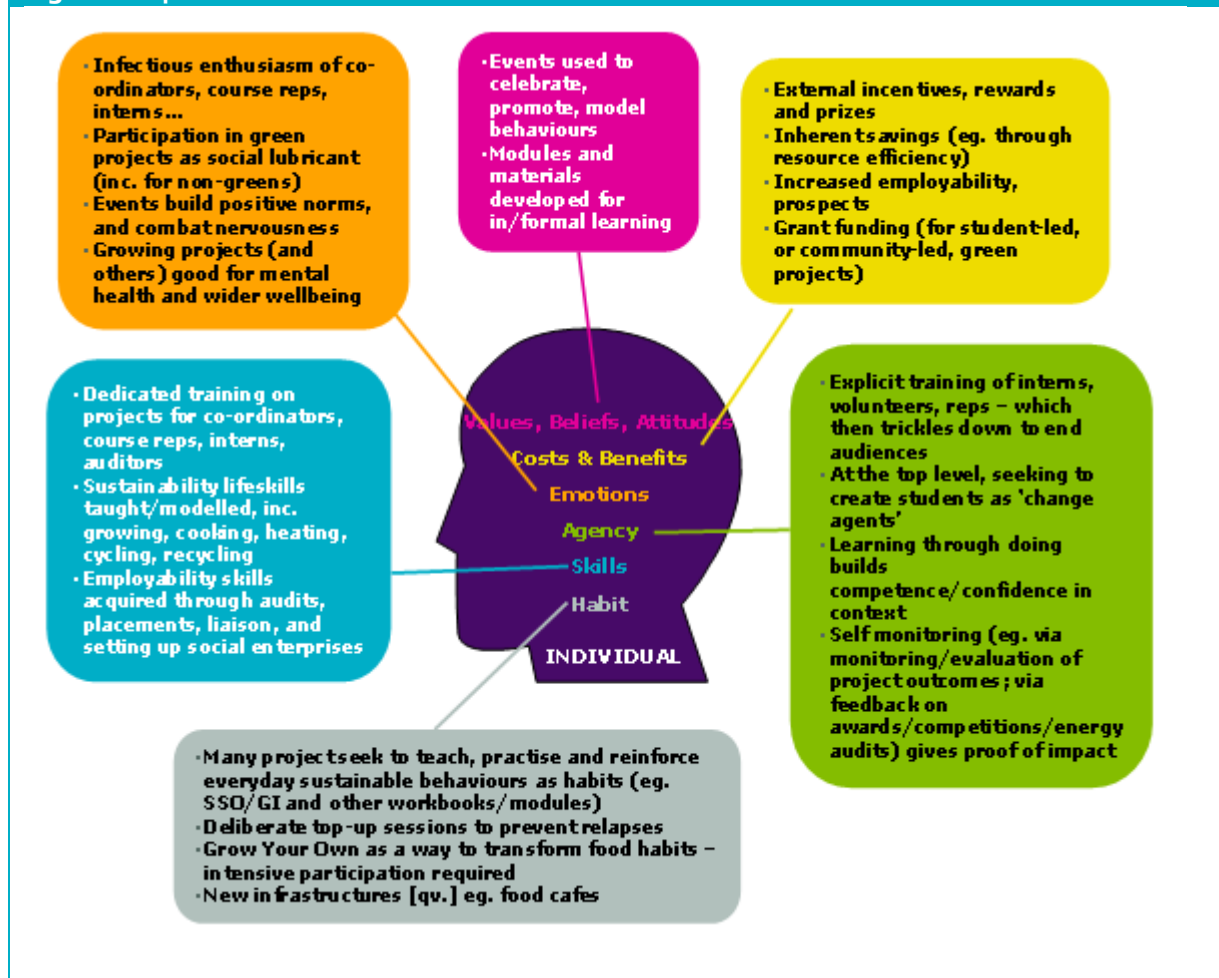 · Infectious enthusiasm of co-
ordinators, course reps,
interns...
· Participation in green
projects as social lubricant
(inc. for non-greens)
· Events build positive norms,
and combat nervousness
· Growing projects (and
others) good for mental
health and wider wellbeing
· Events used to
celebrate,
promote, model
behaviours
· Modules and
materials
developed for
in/formal learning
· External incentives, rewards
and prizes
· Inherent savings (eg. through
resource efficiency)
· Increased employability,
prospects
· Grant funding (for student-led,
or community-led, green
projects)
· Dedicated training on
projects for co-ordinators,
course reps, interns,
auditors
· Sustainability lifeskills
taught/modelled, inc.
growing, cooking, heating,
cycling, recycling
· Employability skills
acquired through audits,
placements, liaison, and
setting up social enterprises
Values, Beliefs, Attitudes
Costs & Benefits
Emotions
Agency
Skills
Habit
INDIVIDUAL
· Explicit training of interns,
volunteers, reps – which
then trickles down to end
audiences
· At the top level, seeking to
create students as 'change
agents'
· Learning through doing
builds
competence/confidence in
context
· Self monitoring (eg. via
monitoring/evaluation of
project outcomes; via
feedback on
awards/competitions/energy
audits) gives proof of impact
· Many project seek to teach, practise and reinforce
everyday sustainable behaviours as habits (eg.
SSO/GI and other workbooks/modules)
· Deliberate top-up sessions to prevent relapses
· Grow Your Own as a way to transform food habits –
intensive participation required
· New infrastructures [qv.] eg. food cafes